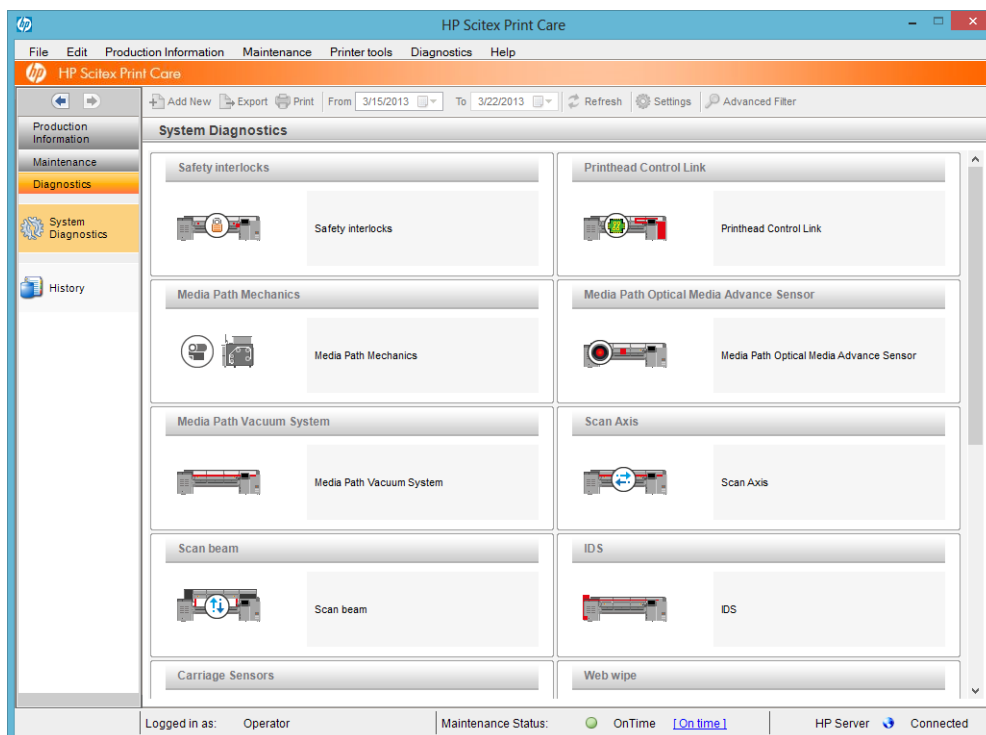 hp
HP Scitex Print Care
File Edit Production Information Maintenance Printer tools Diagnostics Help
hp HP Scitex Print Care
Add New Export Print From 3/15/2013 To 3/22/2013 Refresh Settings Advanced Filter
Production
Information
Maintenance
Diagnostics
System
Diagnostics
History
System Diagnostics
Safety interlocks
Safety interlocks
Printhead Control Link
Printhead Control Link
Media Path Mechanics
Media Path Mechanics
Media Path Optical Media Advance Sensor
Media Path Optical Media Advance Sensor
Media Path Vacuum System
Media Path Vacuum System
Scan Axis
Scan Axis
Scan beam
Scan beam
IDS
IDS
Carriage Sensors
Web wipe
Logged in as: Operator Maintenance Status: OnTime [ On time ] HP Server Connected